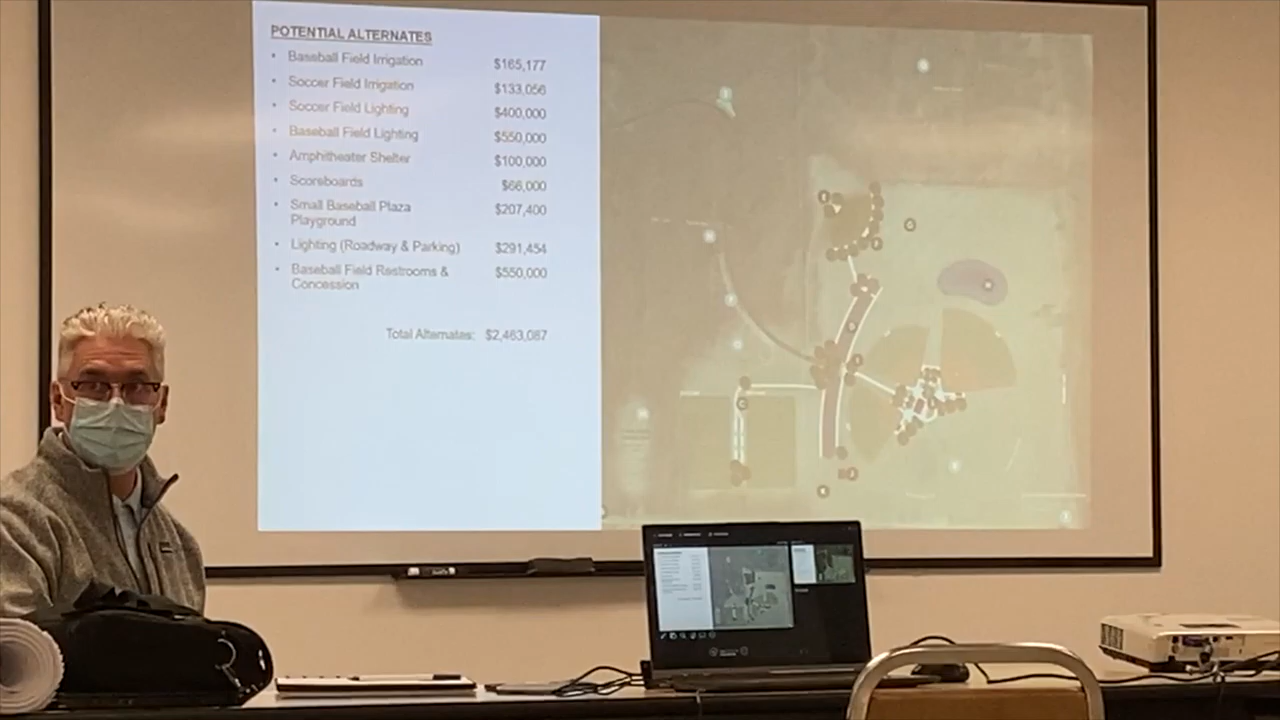 POTENTIAL ALTERNATES
• Baseball Field Irrigation $165,177
• Soccer Field Irrigation $133,056
• Soccer Field Lighting $400,000
• Baseball Field Lighting $550,000
• Amphitheater Shelter $100,000
• Scoreboards $66,000
• Small Baseball Plaza $207,400
Playground
• Lighting (Roadway & Parking) $291,454
• Baseball Field Restrooms & $550,000
Concession
Total Alternates: $2,463,087